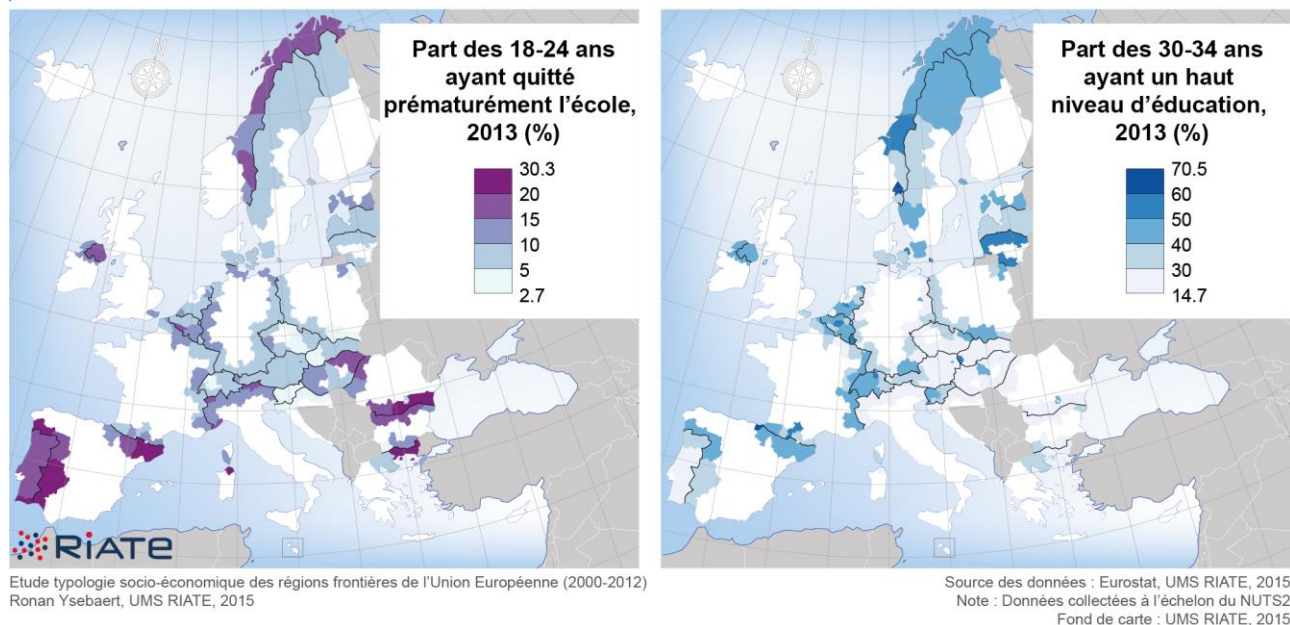 Part des 18-24 ans
ayant quitté
prématurément l'école,
2013 (%)
30.3
20
15
10
5
2.7
N
RIATE
Etude typologie socio-économique des régions frontières de l'Union Européenne (2000-2012)
Ronan Ysebaert, UMS RIATE, 2015
Part des 30-34 ans
ayant un haut
niveau d'éducation,
2013 (%)
70.5
60
50
40
30
14.7
N
Source des données : Eurostat, UMS RIATE, 2015
Note : Données collectées à l'échelon du NUTS2
Fond de carte : UMS RIATE, 2015